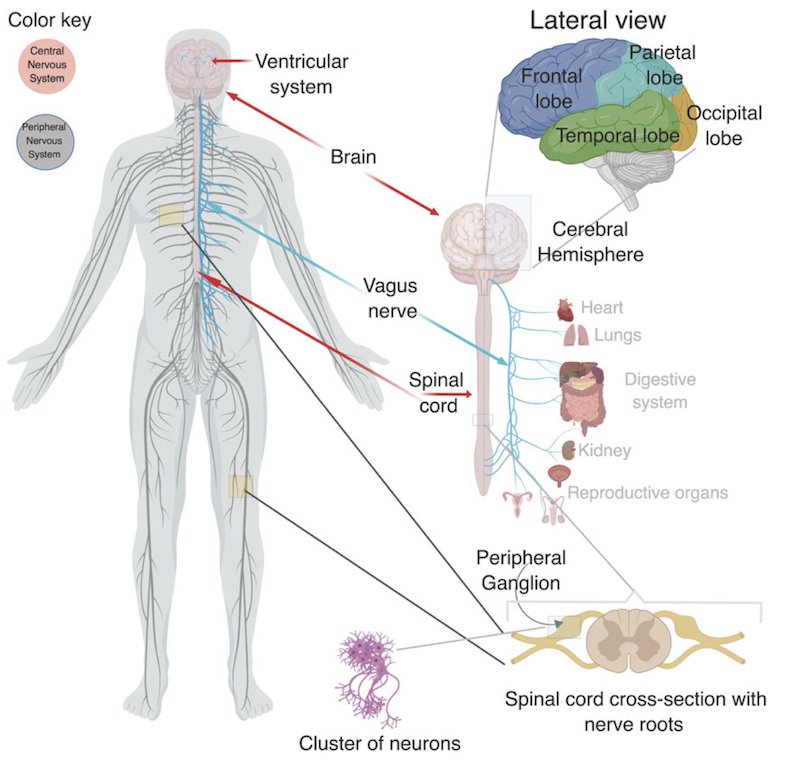 Color key
Central
Nervous
System
Peripheral
Nervous
System
Ventricular
system
Brain
Vagus
nerve
Spinal
cord
Lateral view
Frontal
lobe
Parietal
lobe
Occipital
lobe
Temporal lobe
Cerebral
Hemisphere
Heart
Lungs
Digestive
system
Kidney
Reproductive organs
Peripheral
Ganglion
Spinal cord cross-section with
nerve roots
Cluster of neurons